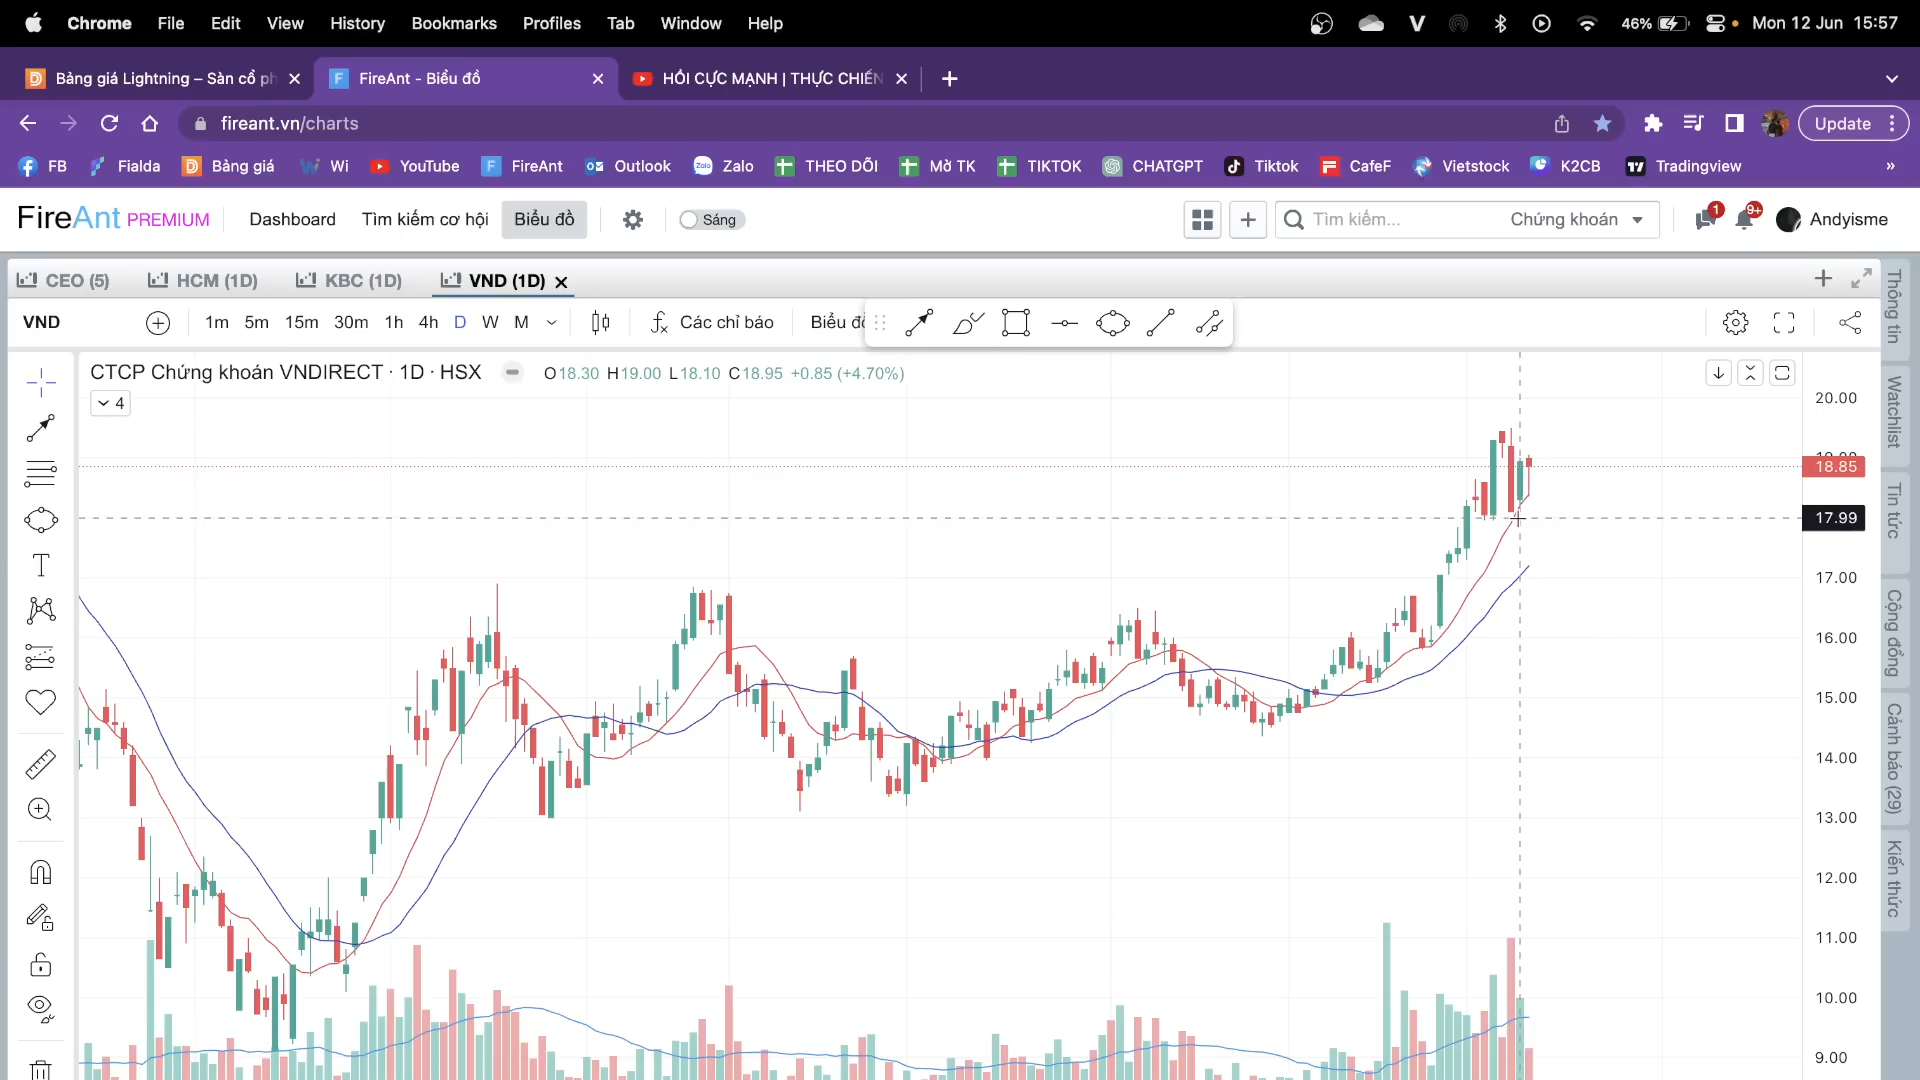 Chrome File Edit View History Bookmarks Profiles Tab Window Help 46% Mon 12 Jun 15:57
Bảng giá Lightning – Sàn cổ ph
FireAnt - Biểu đồ
HỒI CỰC MẠNH | THỰC CHIẾN
fireant.vn/charts
Update
FB Fialda Bảng giá Wi YouTube FireAnt Outlook Zalo THEO DÕI Mở TK TIKTOK CHATGPT Tiktok CafeF Vietstock K2CB Tradingview »
FireAnt PREMIUM Dashboard Tìm kiếm cơ hội Biểu đồ Sáng Tìm kiếm... Chứng khoán 1 9+ Andyisme
CEO (5) HCM (1D) KBC (1D) VND (1D)
VND 1m 5m 15m 30m 1h 4h D W M Các chỉ báo Biểu đồ
CTCP Chứng khoán VNDIRECT · 1D · HSX O18.30 H19.00 L18.10 C18.95 +0.85 (+4.70%)
4
20.00
18.85
17.99
17.00
16.00
15.00
14.00
13.00
12.00
11.00
10.00
9.00
Thông tin
Watchlist
Tin tức
Cộng đồng
Cảnh báo (29)
Kiến thức